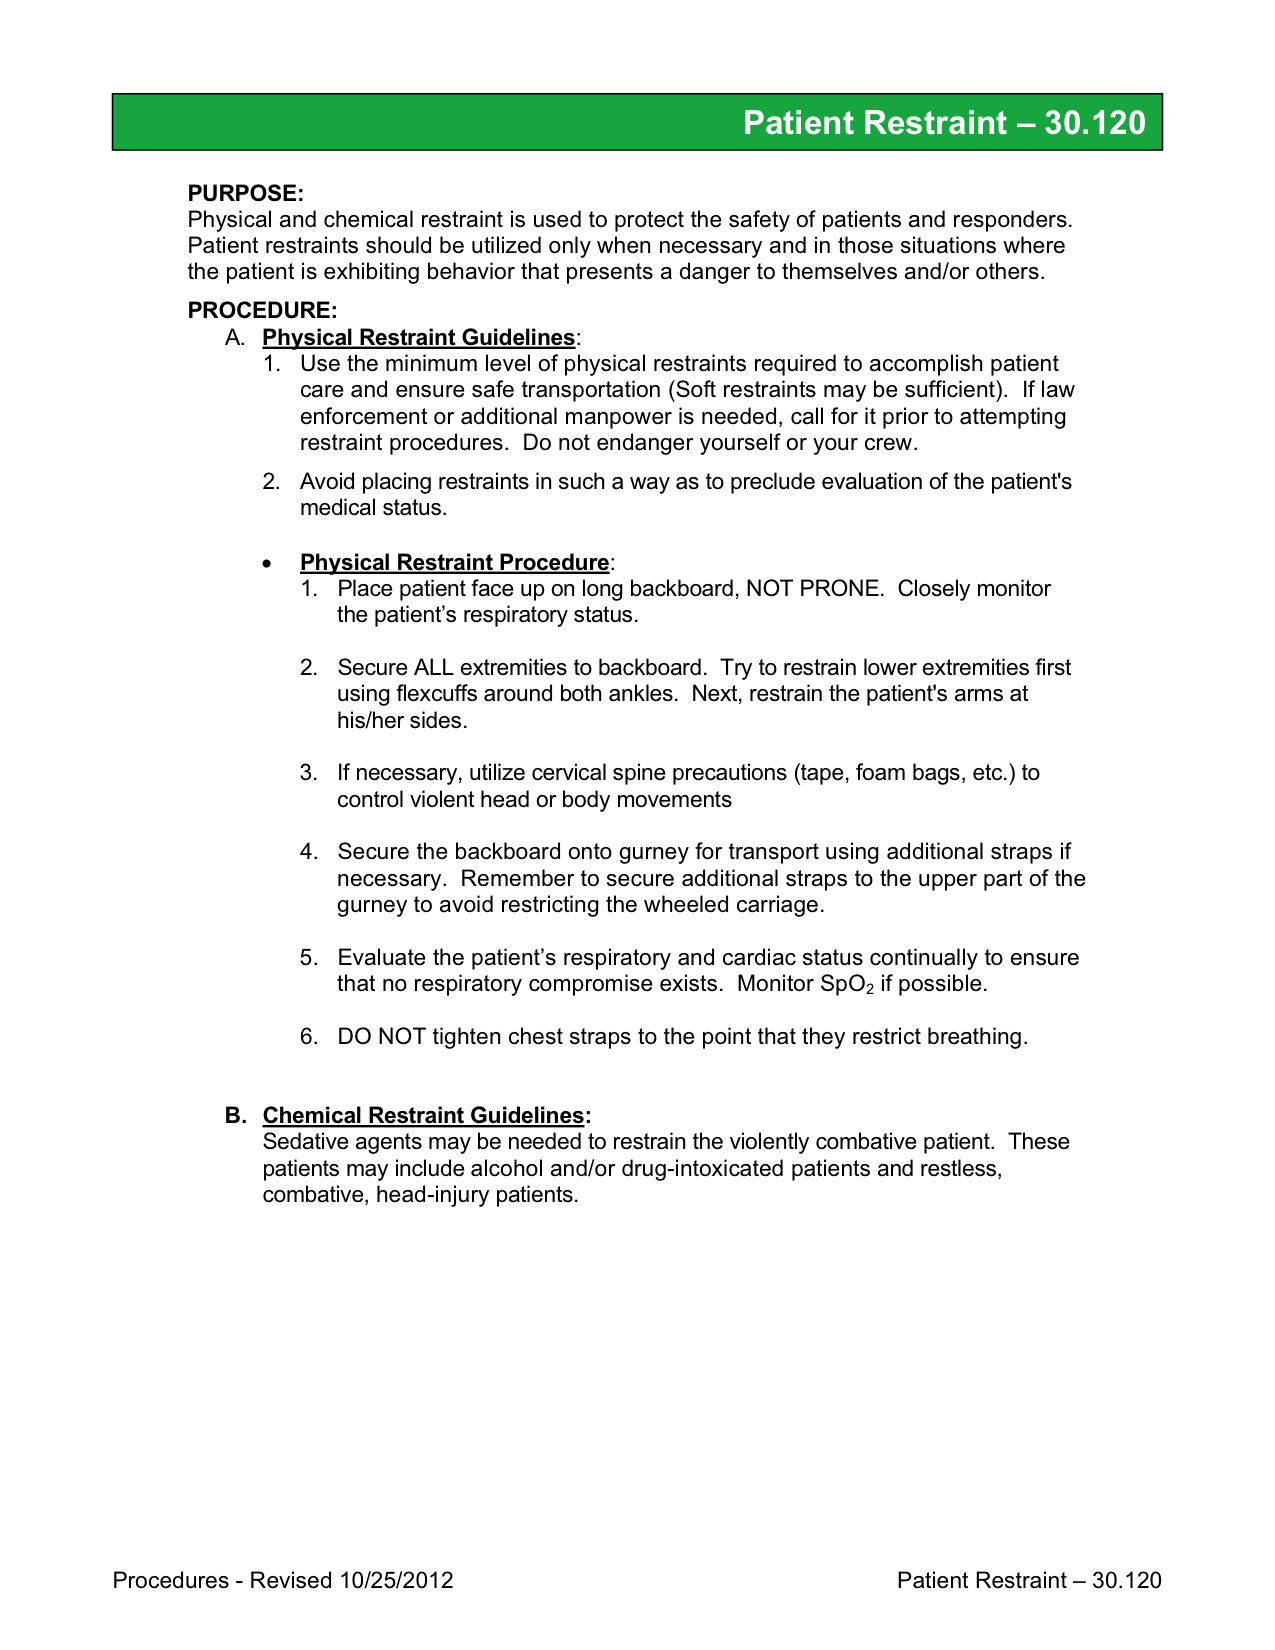 Patient Restraint – 30.120
PURPOSE:
Physical and chemical restraint is used to protect the safety of patients and responders.
Patient restraints should be utilized only when necessary and in those situations where
the patient is exhibiting behavior that presents a danger to themselves and/or others.
PROCEDURE:
A. Physical Restraint Guidelines:
1. Use the minimum level of physical restraints required to accomplish patient
care and ensure safe transportation (Soft restraints may be sufficient). If law
enforcement or additional manpower is needed, call for it prior to attempting
restraint procedures. Do not endanger yourself or your crew.
2. Avoid placing restraints in such a way as to preclude evaluation of the patient's
medical status.
• Physical Restraint Procedure:
1. Place patient face up on long backboard, NOT PRONE. Closely monitor
the patient’s respiratory status.
2. Secure ALL extremities to backboard. Try to restrain lower extremities first
using flexcuffs around both ankles. Next, restrain the patient's arms at
his/her sides.
3. If necessary, utilize cervical spine precautions (tape, foam bags, etc.) to
control violent head or body movements
4. Secure the backboard onto gurney for transport using additional straps if
necessary. Remember to secure additional straps to the upper part of the
gurney to avoid restricting the wheeled carriage.
5. Evaluate the patient’s respiratory and cardiac status continually to ensure
that no respiratory compromise exists. Monitor SpO₂ if possible.
6. DO NOT tighten chest straps to the point that they restrict breathing.
B. Chemical Restraint Guidelines:
Sedative agents may be needed to restrain the violently combative patient. These
patients may include alcohol and/or drug-intoxicated patients and restless,
combative, head-injury patients.
Procedures - Revised 10/25/2012
Patient Restraint – 30.120